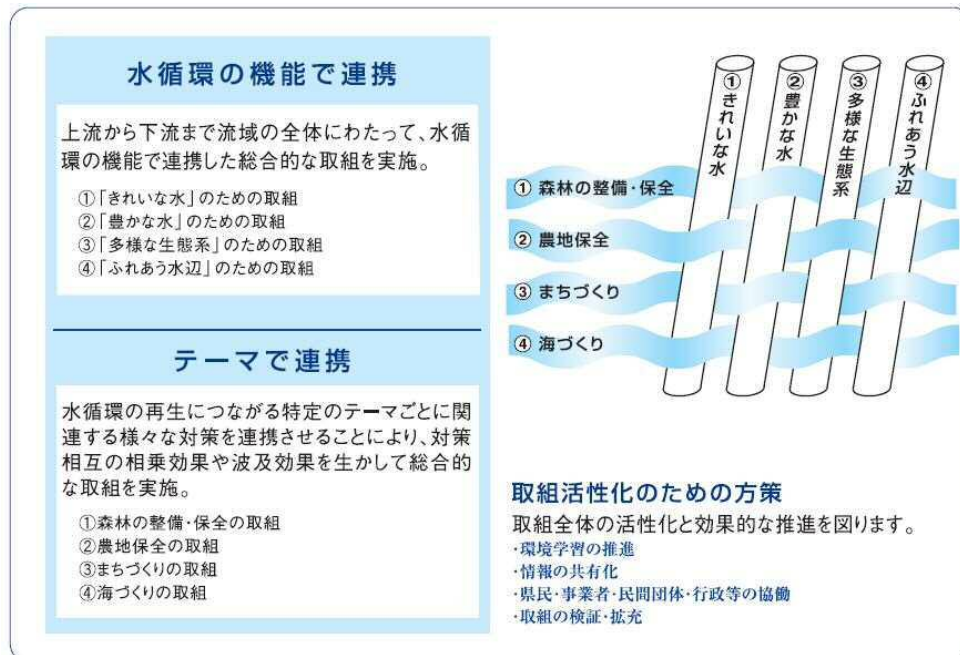 水循環の機能で連携
上流から下流まで流域の全体にわたって、水循
環の機能で連携した総合的な取組を実施。
①「きれいな水」のための取組
②「豊かな水」のための取組
③「多様な生態系」のための取組
④「ふれあう水辺」のための取組
テーマで連携
水循環の再生につながる特定のテーマごとに関
連する様々な対策を連携させることにより、対策
相互の相乗効果や波及効果を生かして総合的
な取組を実施。
①森林の整備・保全の取組
②農地保全の取組
③まちづくりの取組
④海づくりの取組
①きれいな水
②豊かな水
③多様な生態系
④ふれあう水辺
① 森林の整備・保全
② 農地保全
③ まちづくり
④ 海づくり
取組活性化のための方策
取組全体の活性化と効果的な推進を図ります。
・環境学習の推進
・情報の共有化
・県民・事業者・民間団体・行政等の協働
・取組の検証・拡充